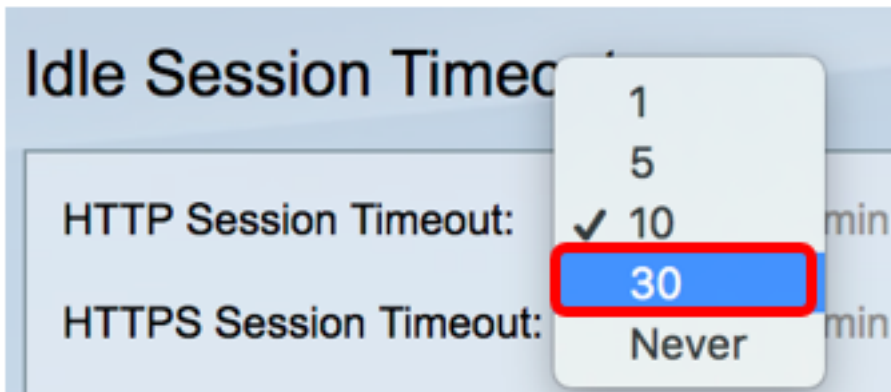 Idle Session Timeo
1
5
HTTP Session Timeout: ✓ 10 min
30
HTTPS Session Timeout: min
Never